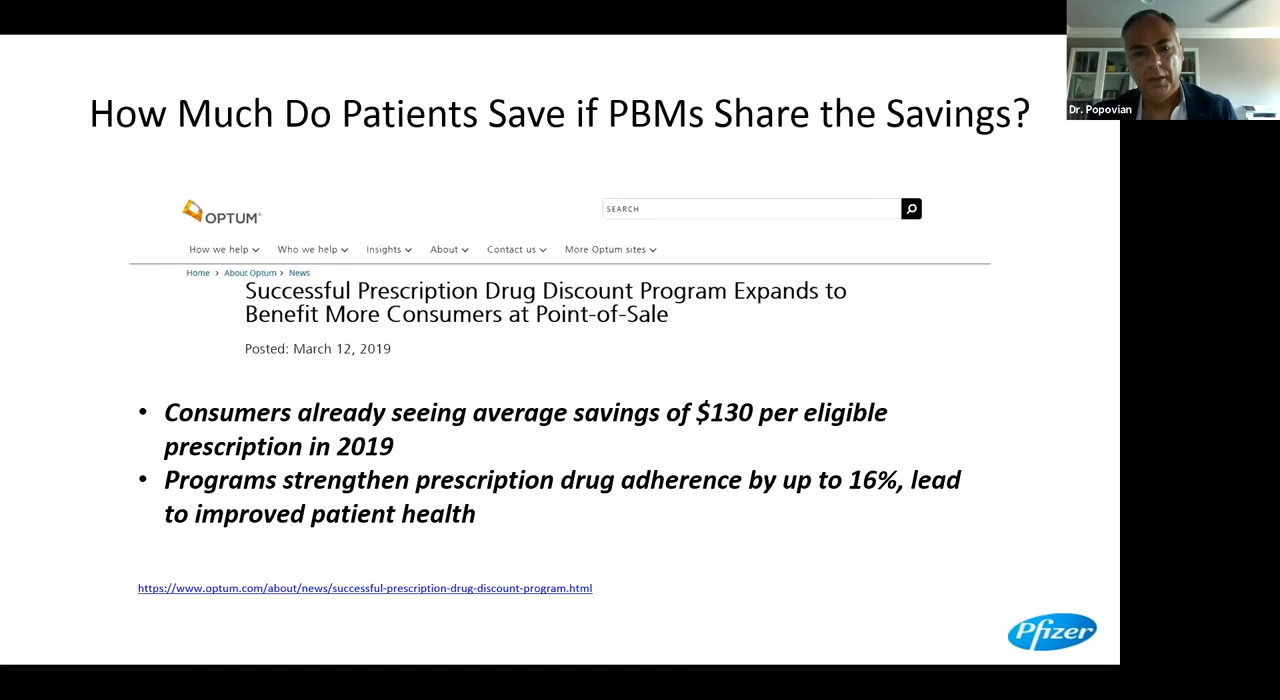 How Much Do Patients Save if PBMs Share the Savings?
Dr. Popovian
OPTUM®
SEARCH
How we help
Who we help
Insights
About
Contact us
More Optum sites
Home > About Optum > News
Successful Prescription Drug Discount Program Expands to
Benefit More Consumers at Point-of-Sale
Posted: March 12, 2019
• Consumers already seeing average savings of $130 per eligible
prescription in 2019
• Programs strengthen prescription drug adherence by up to 16%, lead
to improved patient health
https://www.optum.com/about/news/successful-prescription-drug-discount-program.html
Pfizer